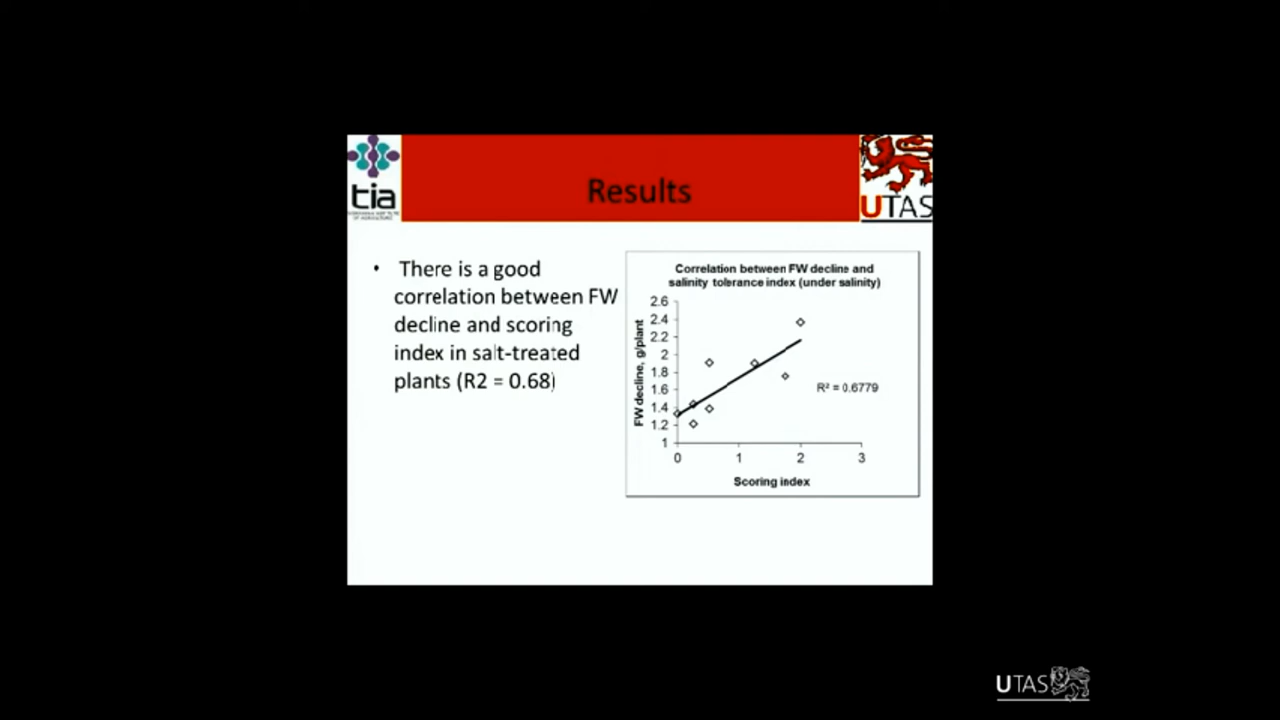 Results
tia
UTAS
There is a good
correlation between FW
decline and scoring
index in salt-treated
plants (R2 = 0.68)
Correlation between FW decline and
salinity tolerance index (under salinity)
FW decline, g/plant
2.6
2.4
2.2
2
1.8
1.6
1.4
1.2
1
R² = 0.6779
0 1 2 3
Scoring index
UTAS